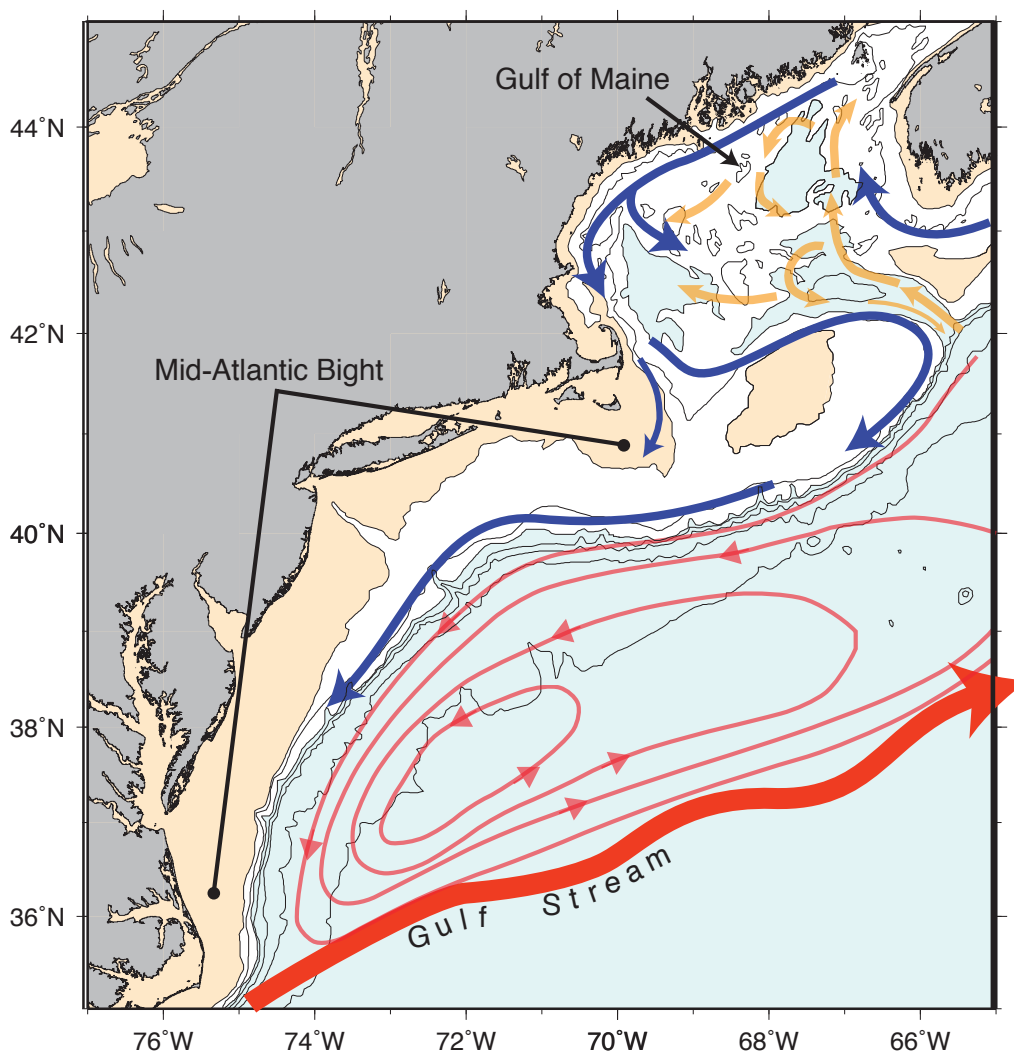 Gulf of Maine
44˚N
42˚N
Mid-Atlantic Bight
40˚N
38˚N
36˚N
Gulf Stream
76˚W
74˚W
72˚W
70˚W
68˚W
66˚W